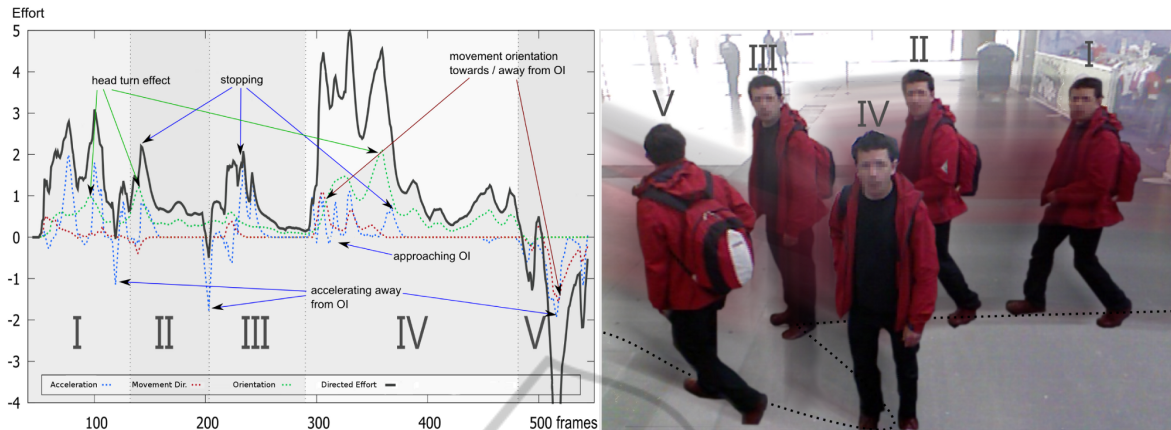 Effort
5
4
3
2
1
0
-1
-2
-3
-4
head turn effect
stopping
movement orientation
towards / away from OI
approaching OI
accelerating away
from OI
I
II
III
IV
V
Acceleration
Movement Dir.
Orientation
Directed Effort
100
200
300
400
500 frames
V
III
IV
II
I